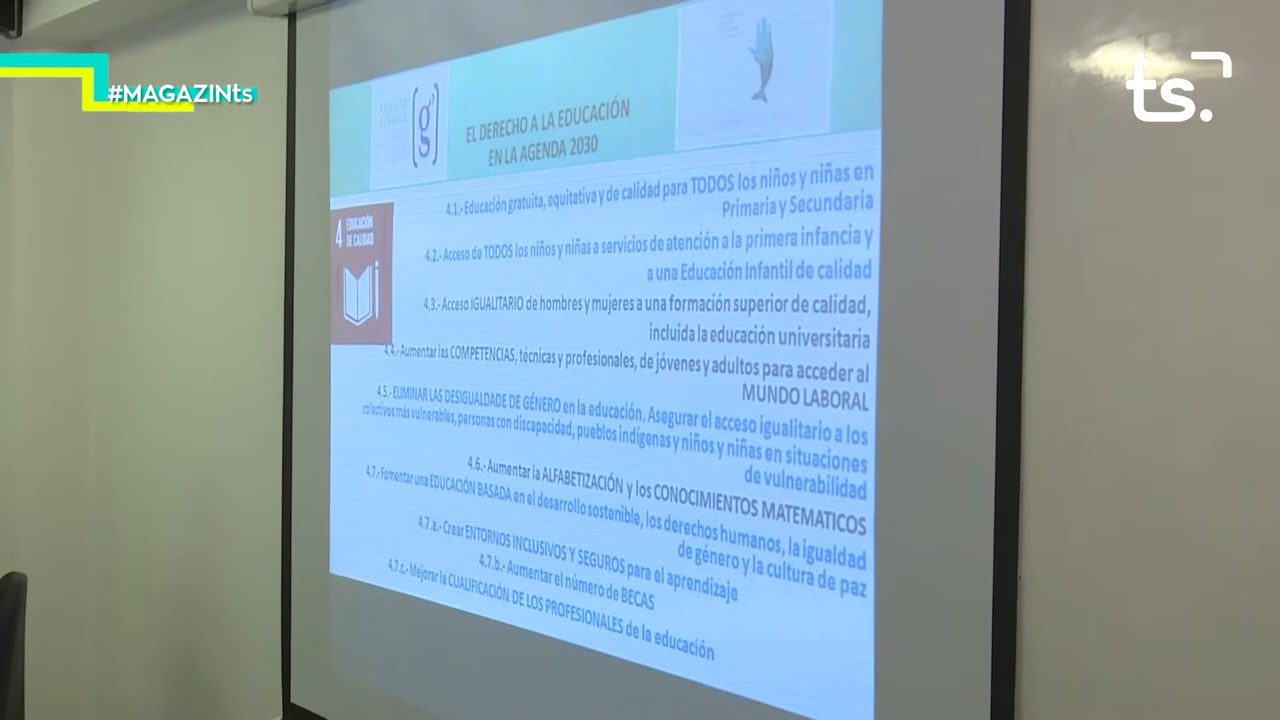 #MAGAZINts
ts.
[g]
EL DERECHO A LA EDUCACIÓN
EN LA AGENDA 2030
4 EDUCACIÓN
DE CALIDAD
4.1.- Educación gratuita, equitativa y de calidad para TODOS los niños y niñas en
Primaria y Secundaria
4.2.- Acceso de TODOS los niños y niñas a servicios de atención a la primera infancia y
a una Educación Infantil de calidad
4.3.- Acceso IGUALITARIO de hombres y mujeres a una formación superior de calidad,
incluida la educación universitaria
4.4.- Aumentar las COMPETENCIAS, técnicas y profesionales, de jóvenes y adultos para acceder al
MUNDO LABORAL
4.5.- ELIMINAR LAS DESIGUALDADE DE GÉNERO en la educación. Asegurar el acceso igualitario a los
colectivos más vulnerables, personas con discapacidad, pueblos indígenas y niños y niñas en situaciones
de vulnerabilidad
4.6.- Aumentar la ALFABETIZACIÓN y los CONOCIMIENTOS MATEMATICOS
4.7.- Fomentar una EDUCACIÓN BASADA en el desarrollo sostenible, los derechos humanos, la igualdad
de género y la cultura de paz
4.7.a.- Crear ENTORNOS INCLUSIVOS Y SEGUROS para el aprendizaje
4.7.b.- Aumentar el número de BECAS
4.7.c.- Mejorar la CUALIFICACIÓN DE LOS PROFESIONALES de la educación